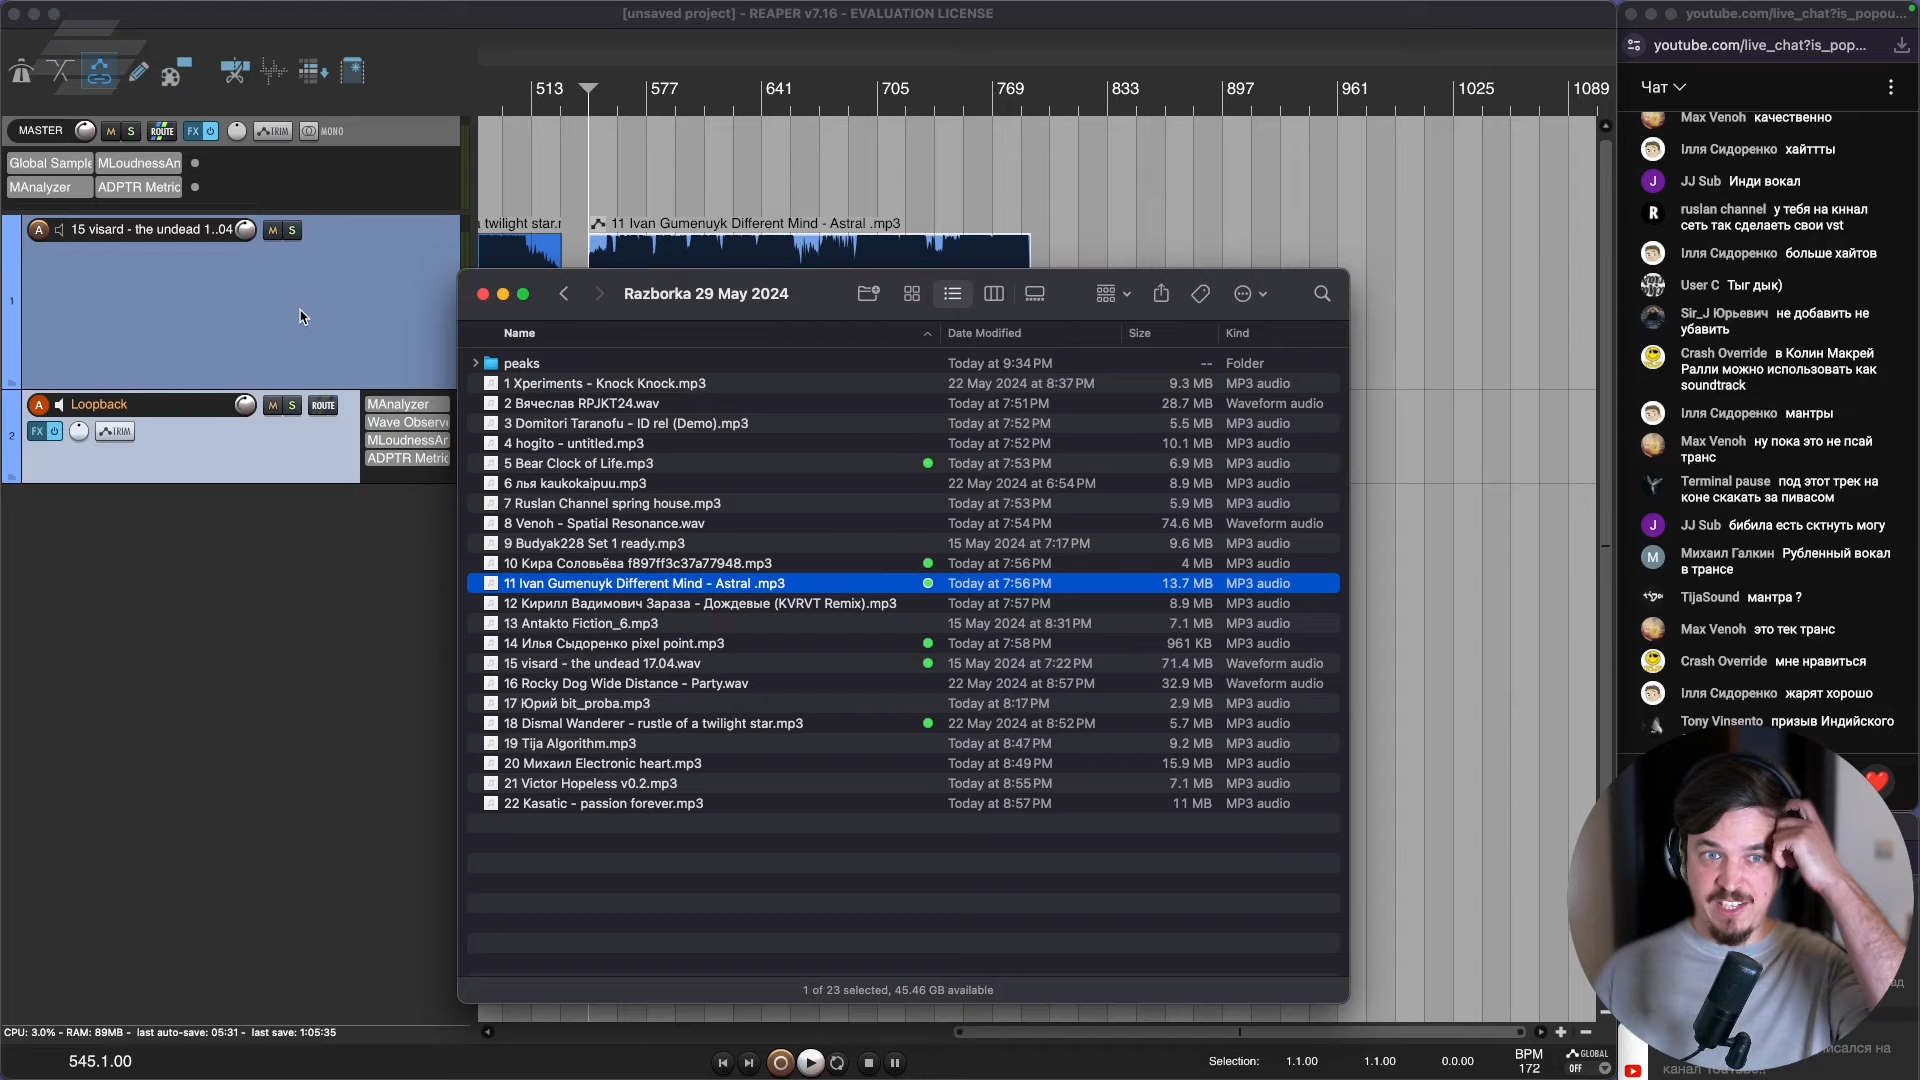 [unsaved project] - REAPER v7.16 - EVALUATION LICENSE
513 577 641 705 769 833 897 961 1025 1089
MASTER M S ROUTE FX TRIM MONO
Global Sample MLoudnessAn
MAnalyzer ADPTR Metric
A 15 visard - the undead 1..04 M S
1
A Loopback M S ROUTE
FX TRIM
2
MAnalyzer
Wave Observe
MLoudnessAn
ADPTR Metric
a twilight star.r
11 Ivan Gumenuyk Different Mind - Astral .mp3
Razborka 29 May 2024
Name Date Modified Size Kind
peaks Today at 9:34 PM -- Folder
1 Xperiments - Knock Knock.mp3 22 May 2024 at 8:37 PM 9.3 MB MP3 audio
2 Вячеслав RPJKT24.wav Today at 7:51 PM 28.7 MB Waveform audio
3 Domitori Taranofu - ID rel (Demo).mp3 Today at 7:52 PM 5.5 MB MP3 audio
4 hogito - untitled.mp3 Today at 7:52 PM 10.1 MB MP3 audio
5 Bear Clock of Life.mp3 Today at 7:53 PM 6.9 MB MP3 audio
6 лья kaukokaipuu.mp3 22 May 2024 at 6:54 PM 8.9 MB MP3 audio
7 Ruslan Channel spring house.mp3 Today at 7:53 PM 5.9 MB MP3 audio
8 Venoh - Spatial Resonance.wav Today at 7:54 PM 74.6 MB Waveform audio
9 Budyak228 Set 1 ready.mp3 15 May 2024 at 7:17 PM 9.6 MB MP3 audio
10 Кира Соловьёва f897ff3c37a77948.mp3 Today at 7:56 PM 4 MB MP3 audio
11 Ivan Gumenuyk Different Mind - Astral .mp3 Today at 7:56 PM 13.7 MB MP3 audio
12 Кирилл Вадимович Зараза - Дождевые (KVRVT Remix).mp3 Today at 7:57 PM 8.9 MB MP3 audio
13 Antakto Fiction_6.mp3 15 May 2024 at 8:31 PM 7.1 MB MP3 audio
14 Илья Сыдоренко pixel point.mp3 Today at 7:58 PM 961 KB MP3 audio
15 visard - the undead 17.04.wav 15 May 2024 at 7:22 PM 71.4 MB Waveform audio
16 Rocky Dog Wide Distance - Party.wav 22 May 2024 at 8:57 PM 32.9 MB Waveform audio
17 Юрий bit_proba.mp3 Today at 8:17 PM 2.9 MB MP3 audio
18 Dismal Wanderer - rustle of a twilight star.mp3 22 May 2024 at 8:52 PM 5.7 MB MP3 audio
19 Tija Algorithm.mp3 Today at 8:47 PM 9.2 MB MP3 audio
20 Михаил Electronic heart.mp3 Today at 8:49 PM 15.9 MB MP3 audio
21 Victor Hopeless v0.2.mp3 Today at 8:55 PM 7.1 MB MP3 audio
22 Kasatic - passion forever.mp3 Today at 8:57 PM 11 MB MP3 audio
1 of 23 selected, 45.46 GB available
CPU: 3.0% - RAM: 89MB - last auto-save: 05:31 - last save: 1:05:35
545.1.00
Selection: 1.1.00 1.1.00 0.0.00
BPM
172
GLOBAL
OFF
youtube.com/live_chat?is_popou...
youtube.com/live_chat?is_pop...
Чат
Max Venoh качественно
Ілля Сидоренко хайттты
J JJ Sub Инди вокал
R ruslan channel у тебя на кннал
сеть так сделать свои vst
Ілля Сидоренко больше хайтов
User C Тыг дык)
Sir_J Юрьевич не добавить не
убавить
Crash Override в Колин Макрей
Ралли можно использовать как
soundtrack
Ілля Сидоренко мантры
Max Venoh ну пока это не псай
транс
Terminal pause под этот трек на
коне скакать за пивасом
J JJ Sub бибила есть сктнуть могу
М Михаил Галкин Рубленный вокал
в трансе
TijaSound мантра ?
Max Venoh это тек транс
Crash Override мне нравиться
Ілля Сидоренко жарят хорошо
Tony Vinsento призыв Индийского